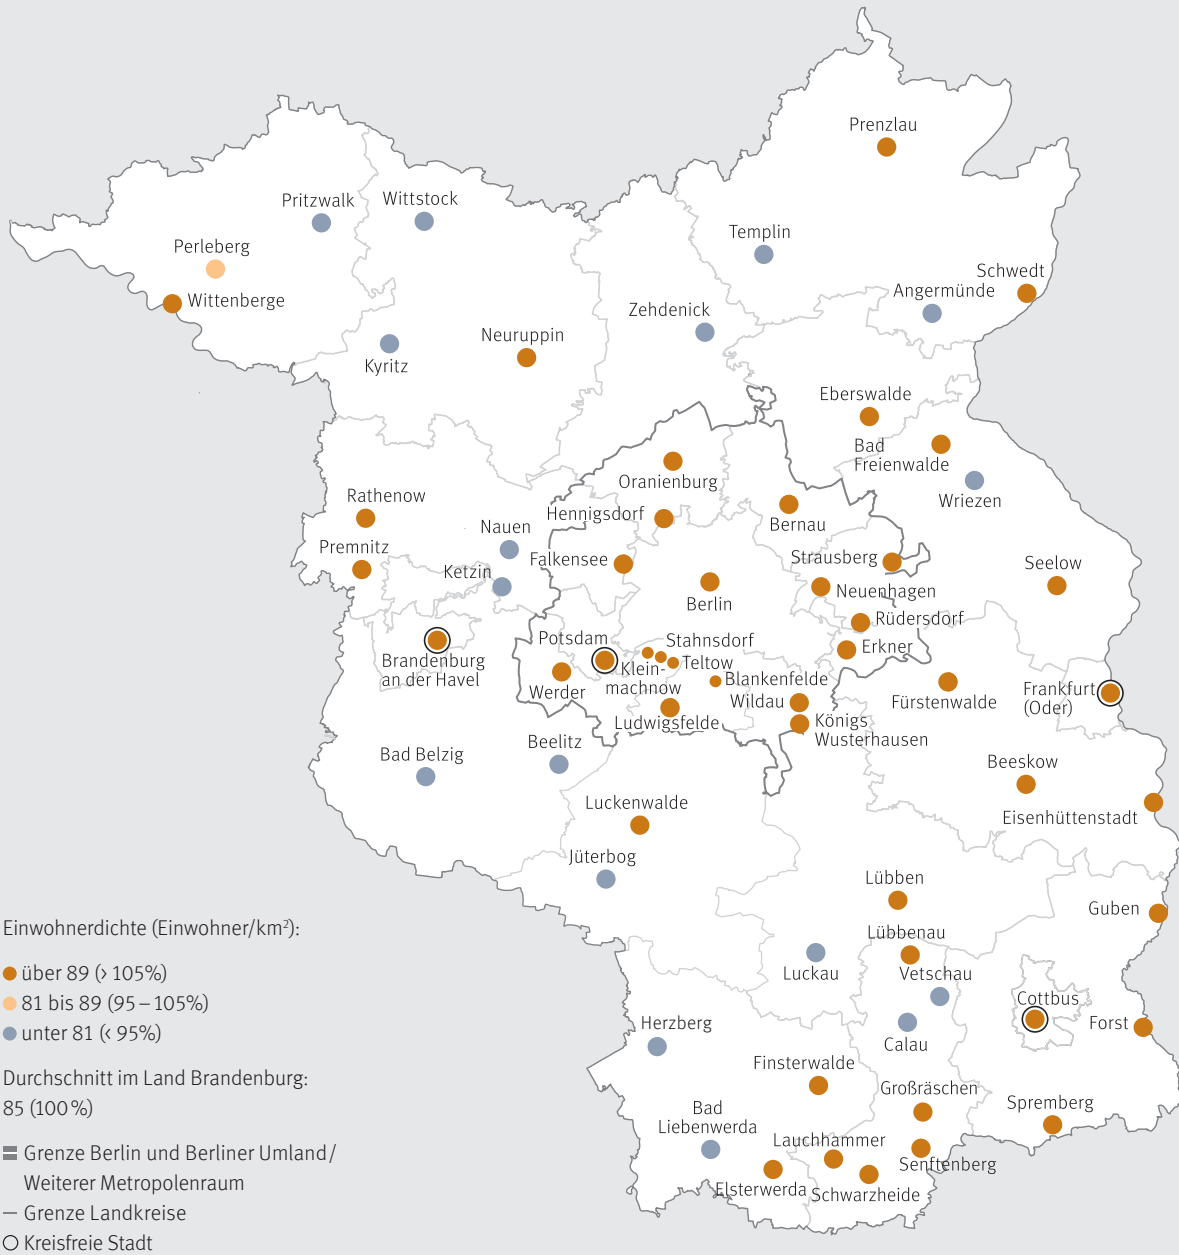 Prenzlau
Pritzwalk
Wittstock
Templin
Perleberg
Schwedt
Angermünde
Wittenberge
Zehdenick
Neuruppin
Kyritz
Eberswalde
Bad
Freienwalde
Oranienburg
Wriezen
Rathenow
Hennigsdorf
Bernau
Nauen
Premnitz
Falkensee
Strausberg
Seelow
Ketzin
Berlin
Neuenhagen
Rüdersdorf
Potsdam
Stahnsdorf
Erkner
Brandenburg
an der Havel
Klein-
machnow
Teltow
Blankenfelde
Werder
Wildau
Fürstenwalde
Frankfurt
(Oder)
Ludwigsfelde
Königs
Wusterhausen
Beelitz
Bad Belzig
Beeskow
Luckenwalde
Eisenhüttenstadt
Jüterbog
Lübben
Guben
Lübbenau
Luckau
Vetschau
Cottbus
Herzberg
Calau
Forst
Finsterwalde
Großräschen
Spremberg
Bad
Liebenwerda
Lauchhammer
Senftenberg
Elsterwerda
Schwarzheide
Einwohnerdichte (Einwohner/km²):
über 89 (> 105%)
81 bis 89 (95 – 105%)
unter 81 (< 95%)
Durchschnitt im Land Brandenburg:
85 (100 %)
Grenze Berlin und Berliner Umland/
Weiterer Metropolenraum
Grenze Landkreise
Kreisfreie Stadt